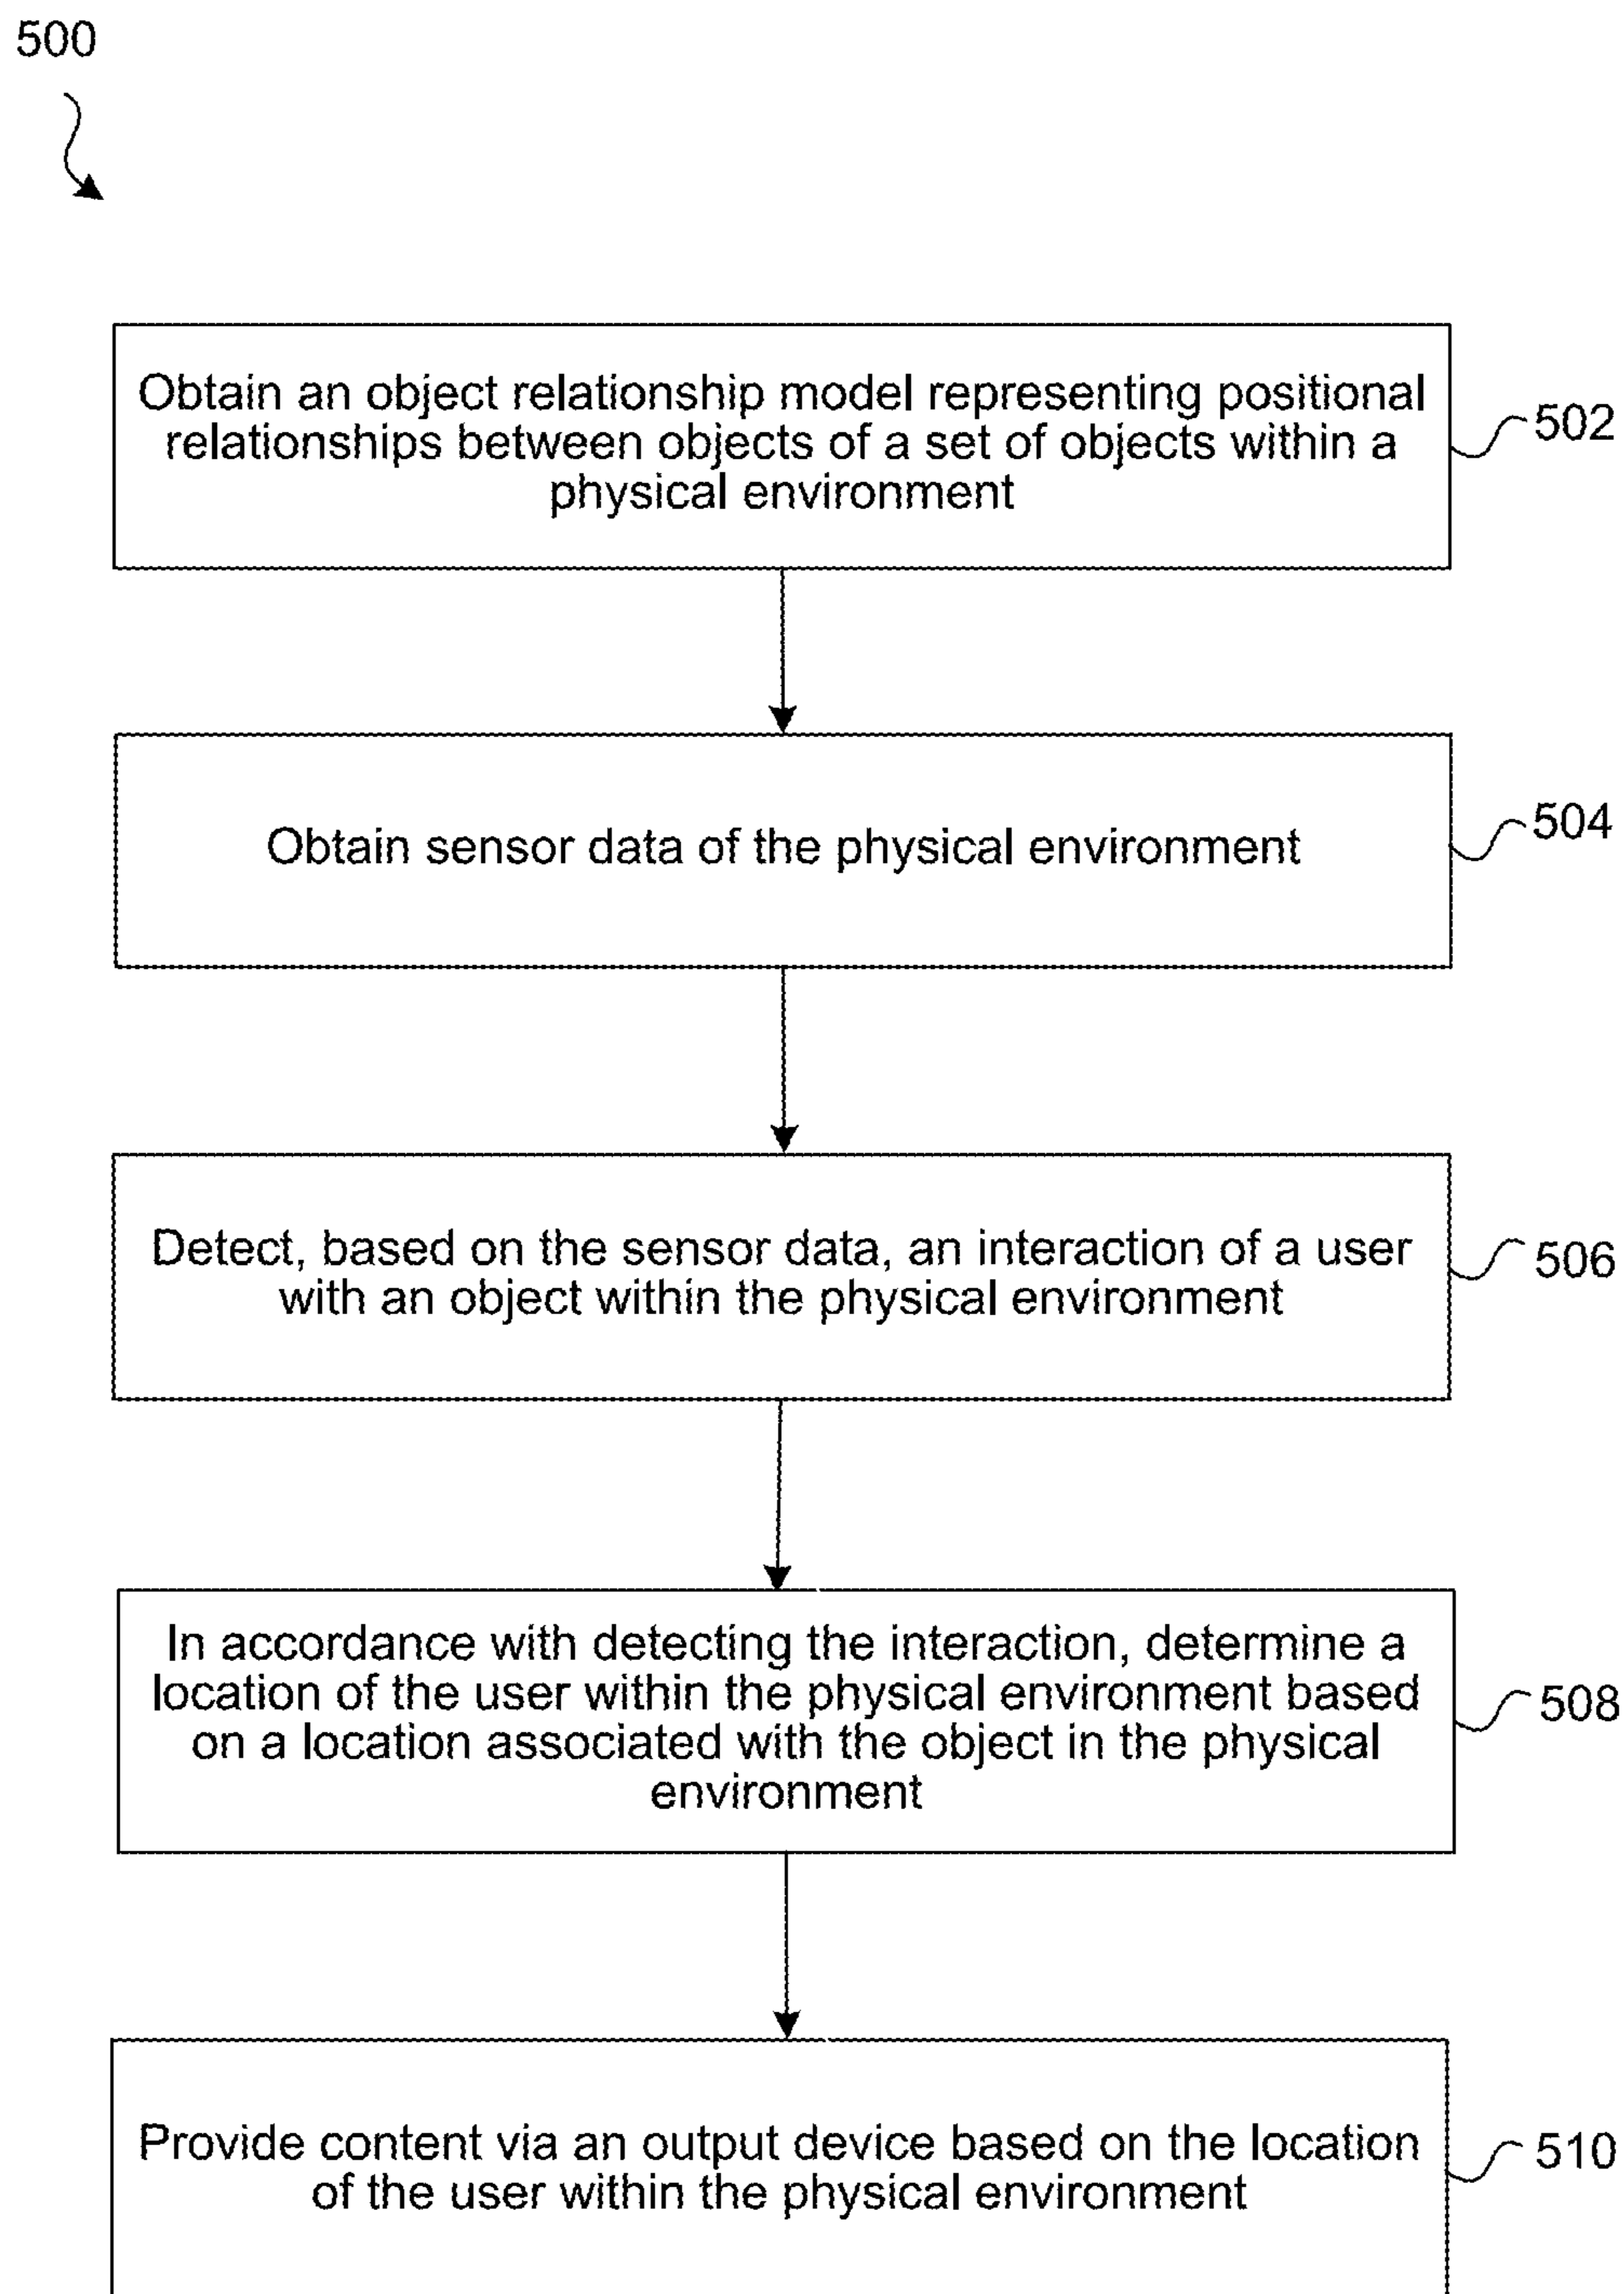 500
Obtain an object relationship model representing positional
relationships between objects of a set of objects within a
physical environment
502
Obtain sensor data of the physical environment
504
Detect, based on the sensor data, an interaction of a user
with an object within the physical environment
506
In accordance with detecting the interaction, determine a
location of the user within the physical environment based
on a location associated with the object in the physical
environment
508
Provide content via an output device based on the location
of the user within the physical environment
510